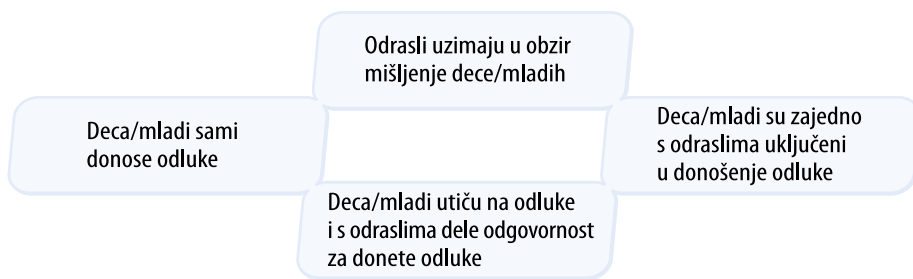 Odrasli uzimaju u obzir
mišljenje dece/mladih
Deca/mladi sami
donose odluke
Deca/mladi su zajedno
s odraslima uključeni
u donošenje odluke
Deca/mladi utiču na odluke
i s odraslima dele odgovornost
za donete odluke